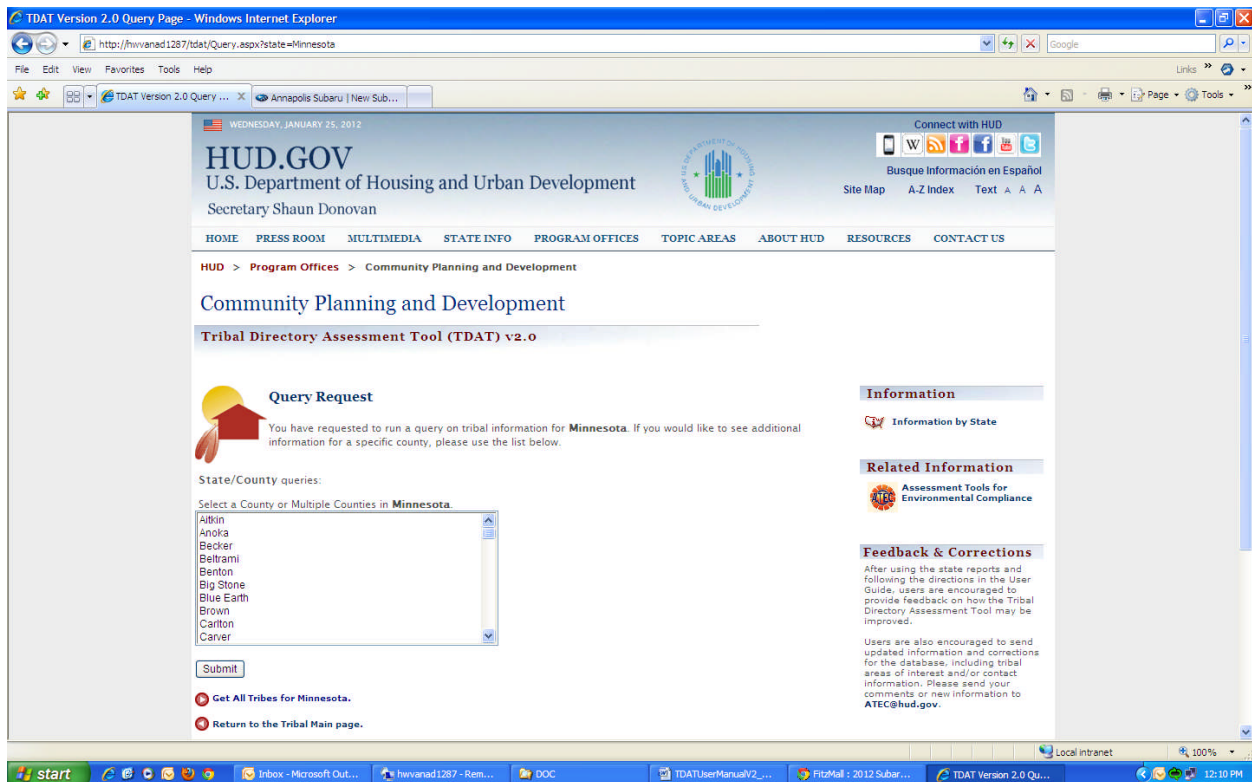 TDAT Version 2.0 Query Page - Windows Internet Explorer
http://hwvanad1287/tdat/Query.aspx?state=Minnesota
Google
File Edit View Favorites Tools Help
Links »
TDAT Version 2.0 Query ... X Annapolis Subaru | New Sub...
Page Tools »
WEDNESDAY, JANUARY 25, 2012
Connect with HUD
HUD.GOV
U.S. Department of Housing and Urban Development
Secretary Shaun Donovan
Busque Información en Español
Site Map A-Z Index Text A A A
HOME PRESS ROOM MULTIMEDIA STATE INFO PROGRAM OFFICES TOPIC AREAS ABOUT HUD RESOURCES CONTACT US
HUD > Program Offices > Community Planning and Development
Community Planning and Development
Tribal Directory Assessment Tool (TDAT) v2.0
Query Request
You have requested to run a query on tribal information for Minnesota. If you would like to see additional
information for a specific county, please use the list below.
State/County queries:
Select a County or Multiple Counties in Minnesota.
Aitkin
Anoka
Becker
Beltrami
Benton
Big Stone
Blue Earth
Brown
Carlton
Carver
Submit
Get All Tribes for Minnesota.
Return to the Tribal Main page.
Information
Information by State
Related Information
ATEC
Assessment Tools for
Environmental Compliance
Feedback & Corrections
After using the state reports and
following the directions in the User
Guide, users are encouraged to
provide feedback on how the Tribal
Directory Assessment Tool may be
improved.
Users are also encouraged to send
updated information and corrections
for the database, including tribal
areas of interest and/or contact
information. Please send your
comments or new information to
ATEC@hud.gov.
Local intranet 100%
start Inbox - Microsoft Out... hwvanad1287 - Rem... DOC TDATUserManualV2_... FitzMall : 2012 Subar... TDAT Version 2.0 Qu... 12:10 PM